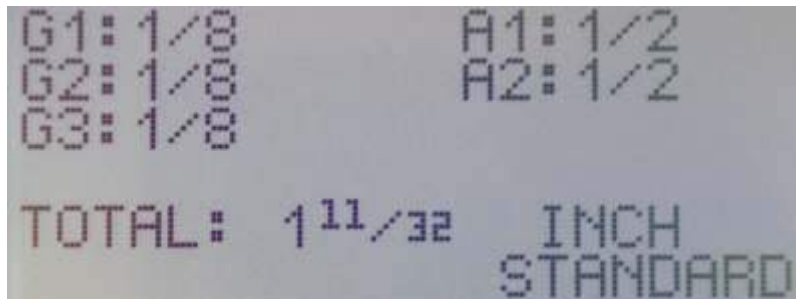 G1: 1/8 A1: 1/2
G2: 1/8 A2: 1/2
G3: 1/8
TOTAL: 1 11/32 INCH
STANDARD